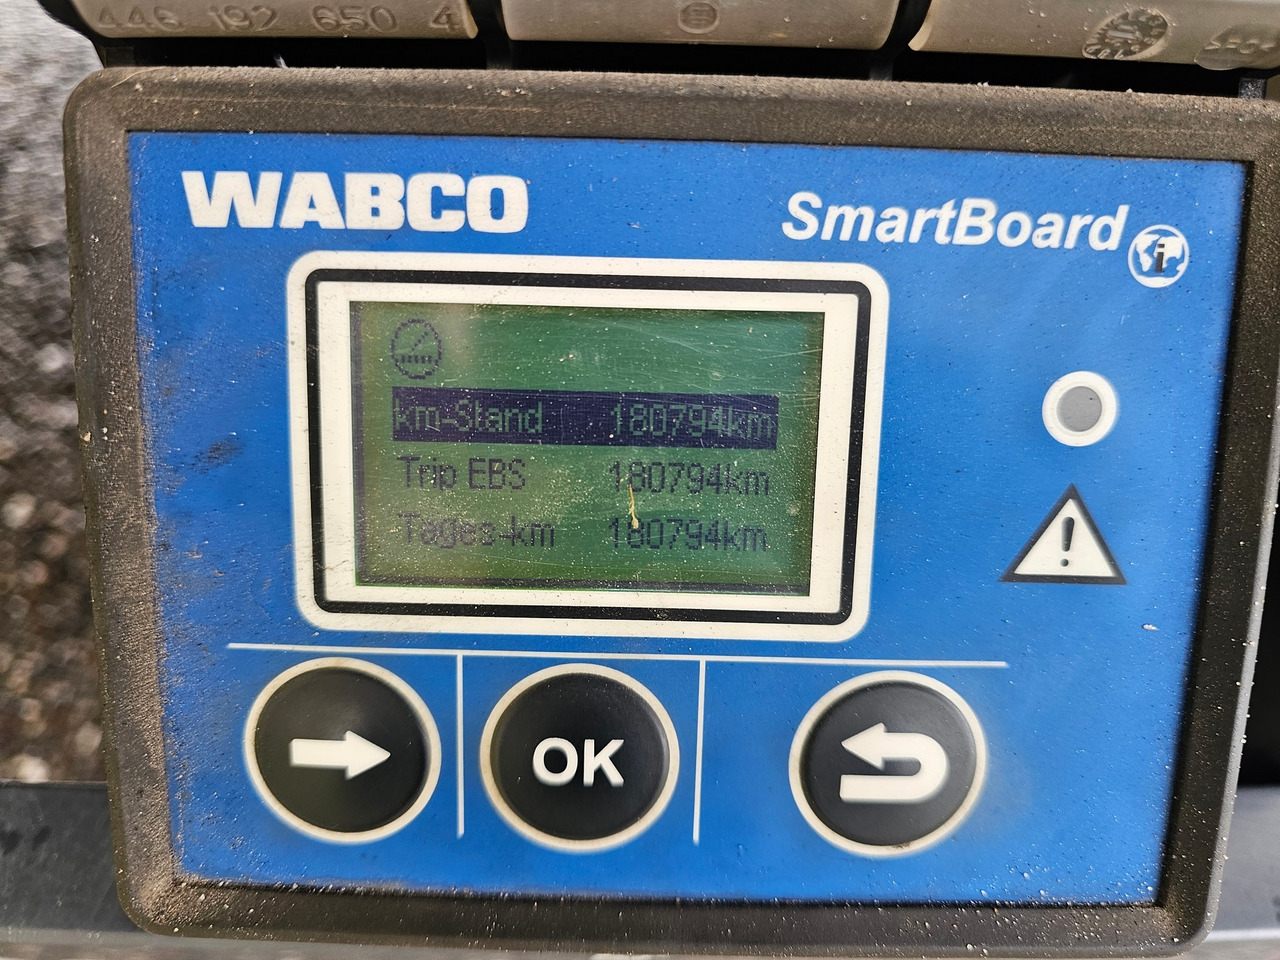 446 192 650 4
WABCO
SmartBoard
i
km-Stand 180794km
Trip EBS 180794km
Tages-km 180794km
!
OK